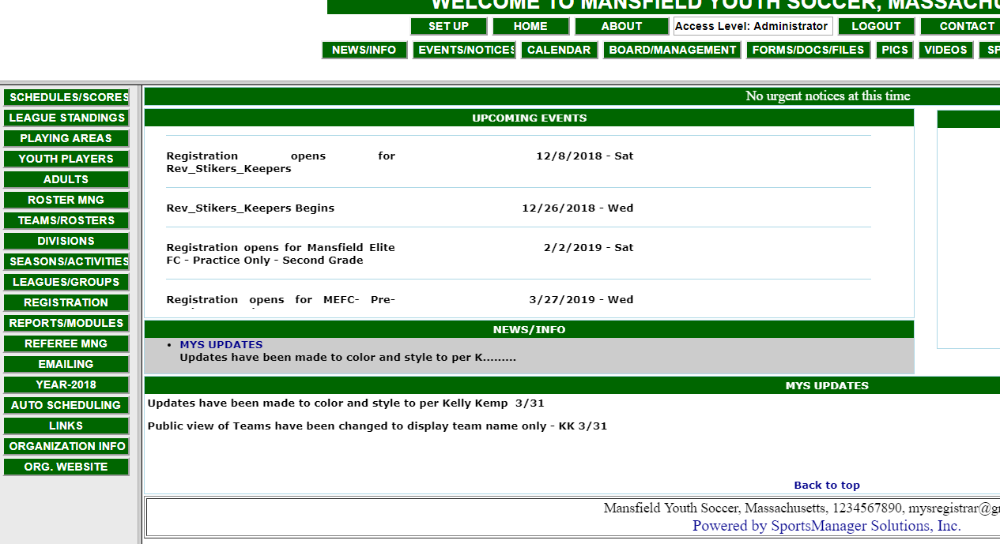 WELCOME TO MANSFIELD YOUTH SOCCER,
SET UP HOME ABOUT Access Level: Administrator LOGOUT CONTACT
NEWS/INFO EVENTS/NOTICES CALENDAR BOARD/MANAGEMENT FORMS/DOCS/FILES PICS VIDEOS
SCHEDULES/SCORES
LEAGUE STANDINGS
PLAYING AREAS
YOUTH PLAYERS
ADULTS
ROSTER MNG
TEAMS/ROSTERS
DIVISIONS
SEASONS/ACTIVITIES
LEAGUES/GROUPS
REGISTRATION
REPORTS/MODULES
REFEREE MNG
EMAILING
YEAR-2018
AUTO SCHEDULING
LINKS
ORGANIZATION INFO
ORG. WEBSITE
No urgent notices at this time
UPCOMING EVENTS
Registration opens for 12/8/2018 - Sat
Rev_Stikers_Keepers
Rev_Stikers_Keepers Begins 12/26/2018 - Wed
Registration opens for Mansfield Elite 2/2/2019 - Sat
FC - Practice Only - Second Grade
Registration opens for MEFC- Pre- 3/27/2019 - Wed
NEWS/INFO
• MYS UPDATES
Updates have been made to color and style to per K.........
MYS UPDATES
Updates have been made to color and style to per Kelly Kemp 3/31
Public view of Teams have been changed to display team name only - KK 3/31
Back to top
Mansfield Youth Soccer, Massachusetts, 1234567890,
Powered by SportsManager Solutions, Inc.